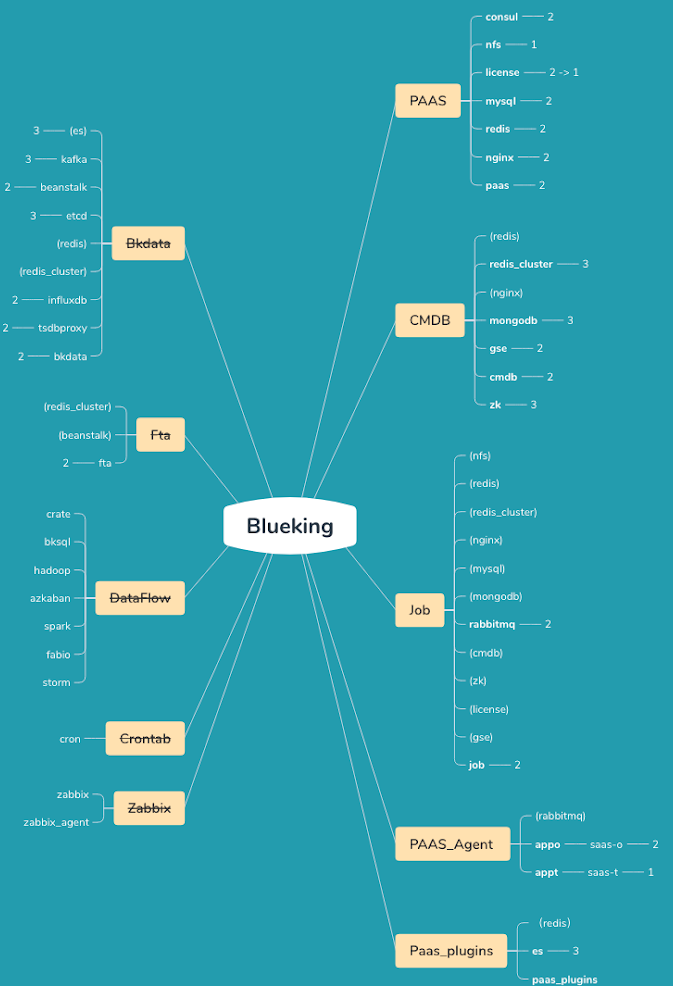 Blueking
PAAS
consul 2
nfs 1
license 2 -> 1
mysql 2
redis 2
nginx 2
paas 2
CMDB
(redis)
redis_cluster 3
(nginx)
mongodb 3
gse 2
cmdb 2
zk 3
Job
(nfs)
(redis)
(redis_cluster)
(nginx)
(mysql)
(mongodb)
rabbitmq 2
(cmdb)
(zk)
(license)
(gse)
job 2
PAAS_Agent
(rabbitmq)
appo saas-o 2
appt saas-t 1
Paas_plugins
(redis)
es 3
paas_plugins
Bkdata
3 (es)
3 kafka
2 beanstalk
3 etcd
(redis)
(redis_cluster)
2 influxdb
2 tsdbproxy
2 bkdata
Fta
(redis_cluster)
(beanstalk)
2 fta
DataFlow
crate
bksql
hadoop
azkaban
spark
fabio
storm
Crontab
cron
Zabbix
zabbix
zabbix_agent